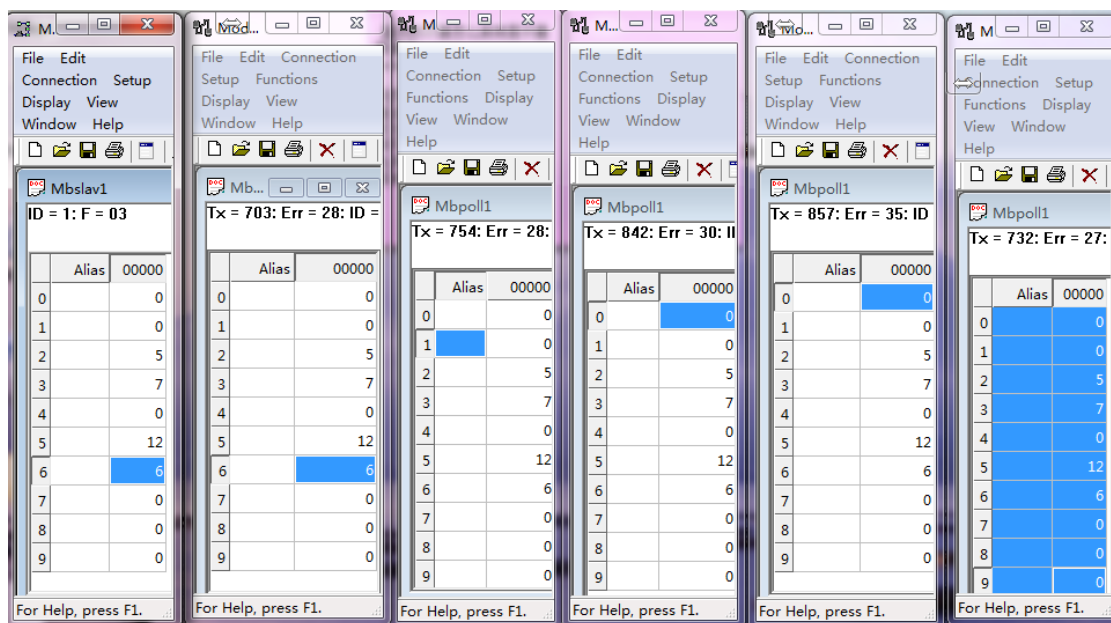 M.
File Edit
Connection Setup
Display View
Window Help
Mbslav1
ID = 1: F = 03
Alias 00000
0 0
1 0
2 5
3 7
4 0
5 12
6 6
7 0
8 0
9 0
For Help, press F1.
Mod...
File Edit Connection
Setup Functions
Display View
Window Help
Mb...
Tx = 703: Err = 28: ID =
Alias 00000
0 0
1 0
2 5
3 7
4 0
5 12
6 6
7 0
8 0
9 0
For Help, press F1.
M
File Edit
Connection Setup
Functions Display
View Window
Help
Mbpoll1
Tx = 754: Err = 28:
Alias 00000
0 0
1 0
2 5
3 7
4 0
5 12
6 6
7 0
8 0
9 0
For Help, press F1.
M...
File Edit
Connection Setup
Functions Display
View Window
Help
Mbpoll1
Tx = 842: Err = 30: II
Alias 00000
0 0
1 0
2 5
3 7
4 0
5 12
6 6
7 0
8 0
9 0
For Help, press F1.
Mo...
File Edit Connection
Setup Functions
Display View
Window Help
Mbpoll1
Tx = 857: Err = 35: ID
Alias 00000
0 0
1 0
2 5
3 7
4 0
5 12
6 6
7 0
8 0
9 0
For Help, press F1.
M
File Edit
Connection Setup
Functions Display
View Window
Help
Mbpoll1
Tx = 732: Err = 27:
Alias 00000
0 0
1 0
2 5
3 7
4 0
5 12
6 6
7 0
8 0
9 0
For Help, press F1.